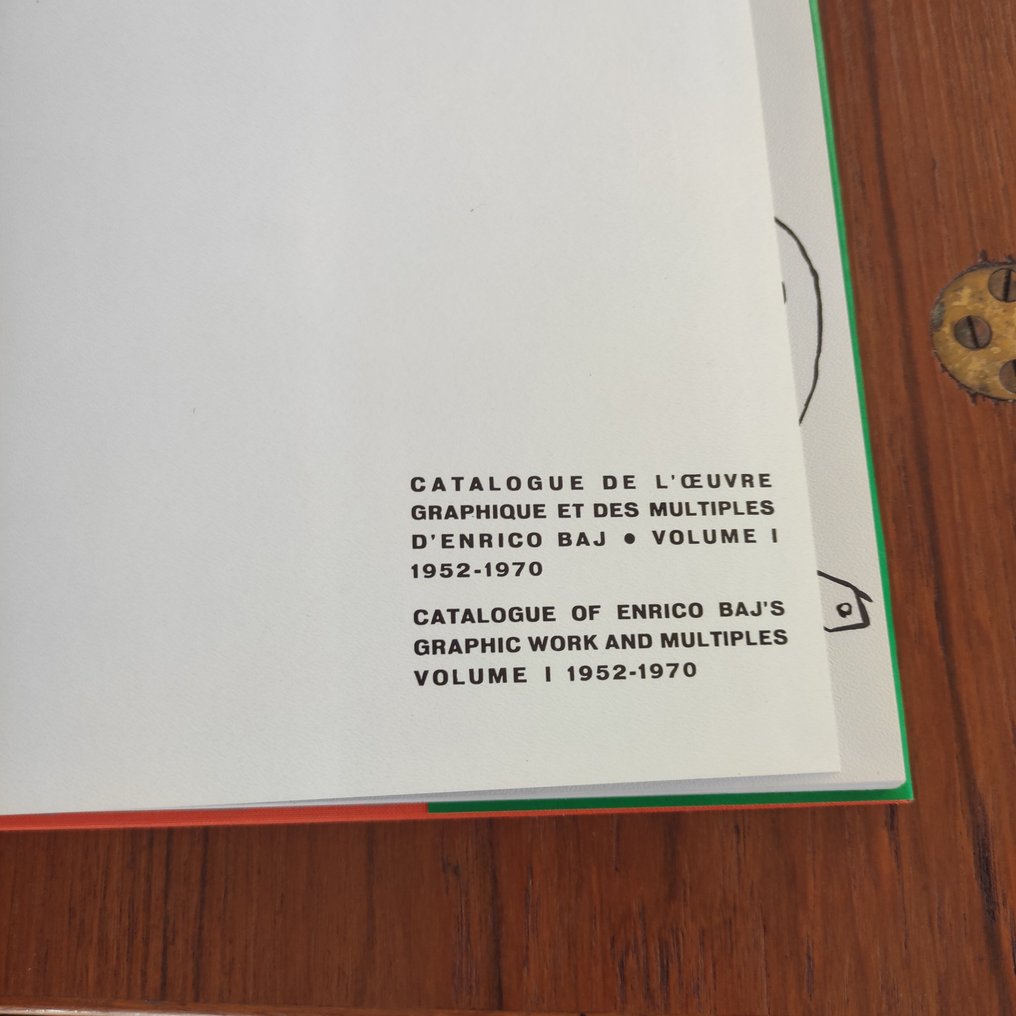 CATALOGUE DE L'ŒUVRE
GRAPHIQUE ET DES MULTIPLES
D'ENRICO BAJ ● VOLUME I
1952-1970
CATALOGUE OF ENRICO BAJ'S
GRAPHIC WORK AND MULTIPLES
VOLUME I 1952-1970